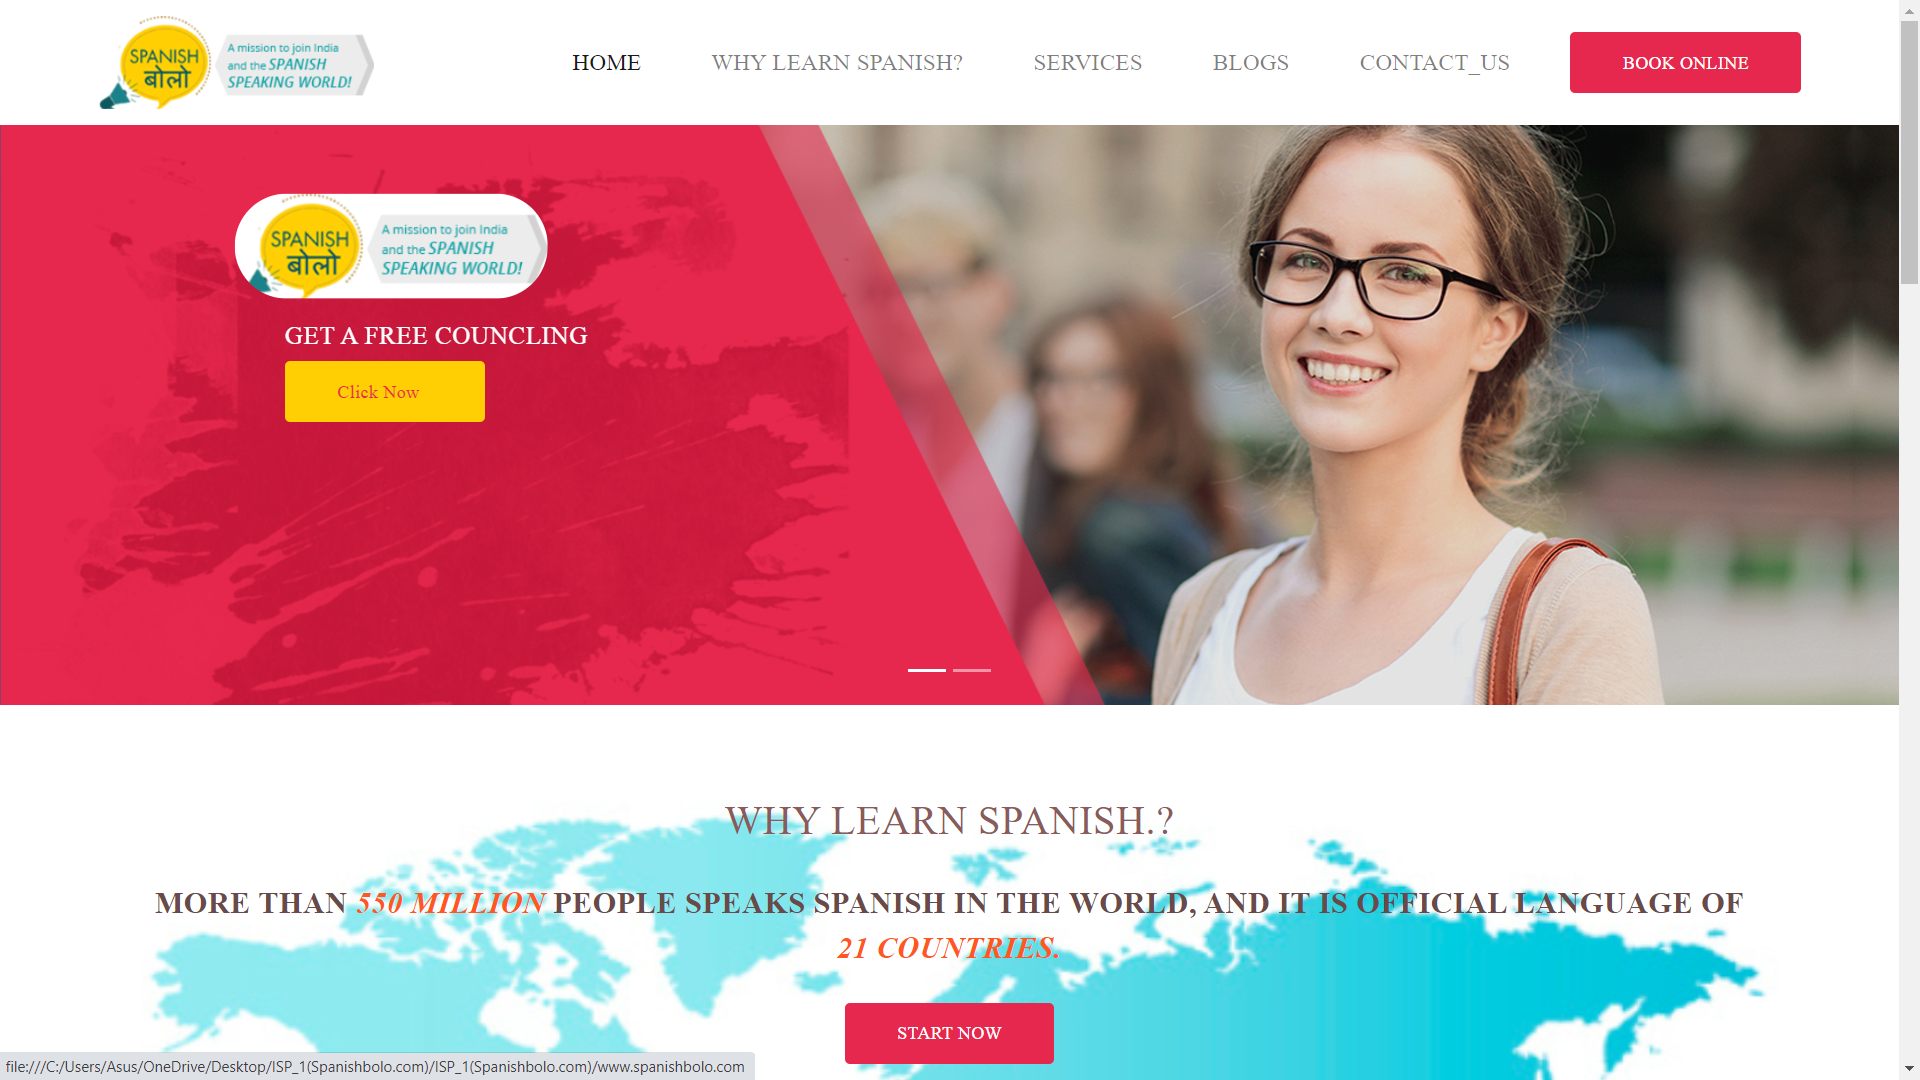 SPANISH
बोलो
A mission to join India
and the SPANISH
SPEAKING WORLD!
HOME
WHY LEARN SPANISH?
SERVICES
BLOGS
CONTACT_US
BOOK ONLINE
SPANISH
बोलो
A mission to join India
and the SPANISH
SPEAKING WORLD!
GET A FREE COUNCLING
Click Now
WHY LEARN SPANISH.?
MORE THAN 550 MILLION PEOPLE SPEAKS SPANISH IN THE WORLD, AND IT IS OFFICIAL LANGUAGE OF
21 COUNTRIES.
START NOW
file:///C:/Users/Asus/OneDrive/Desktop/ISP_1(Spanishbolo.com)/ISP_1(Spanishbolo.com)/www.spanishbolo.com